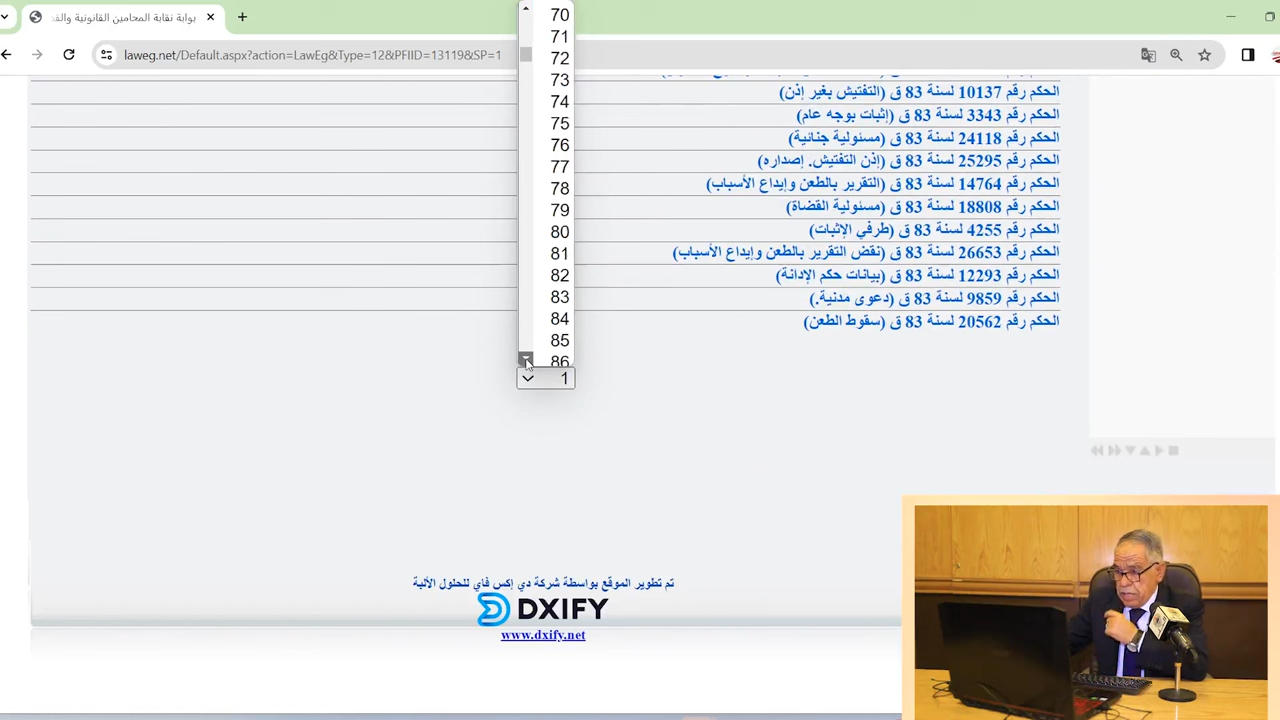 بوابة نقابة المحامين القانونية والقد
laweg.net/Default.aspx?action=LawEg&Type=12&PFIID=13119&SP=1
الحكم رقم 10137 لسنة 83 ق (التفتيش بغير إذن)
الحكم رقم 3343 لسنة 83 ق (إثبات بوجه عام)
الحكم رقم 24118 لسنة 83 ق (مسئولية جنائية)
الحكم رقم 25295 لسنة 83 ق (إذن التفتيش. إصداره)
الحكم رقم 14764 لسنة 83 ق (التقرير بالطعن وإيداع الأسباب)
الحكم رقم 18808 لسنة 83 ق (مسئولية القضاة)
الحكم رقم 4255 لسنة 83 ق (طرفي الإثبات)
الحكم رقم 26653 لسنة 83 ق (نقض التقرير بالطعن وإيداع الأسباب)
الحكم رقم 12293 لسنة 83 ق (بيانات حكم الإدانة)
الحكم رقم 9859 لسنة 83 ق (دعوى مدنية.)
الحكم رقم 20562 لسنة 83 ق (سقوط الطعن)
70
71
72
73
74
75
76
77
78
79
80
81
82
83
84
85
86
1
تم تطوير الموقع بواسطة شركة دي إكس فاي للحلول الآلية
DXIFY
www.dxify.net